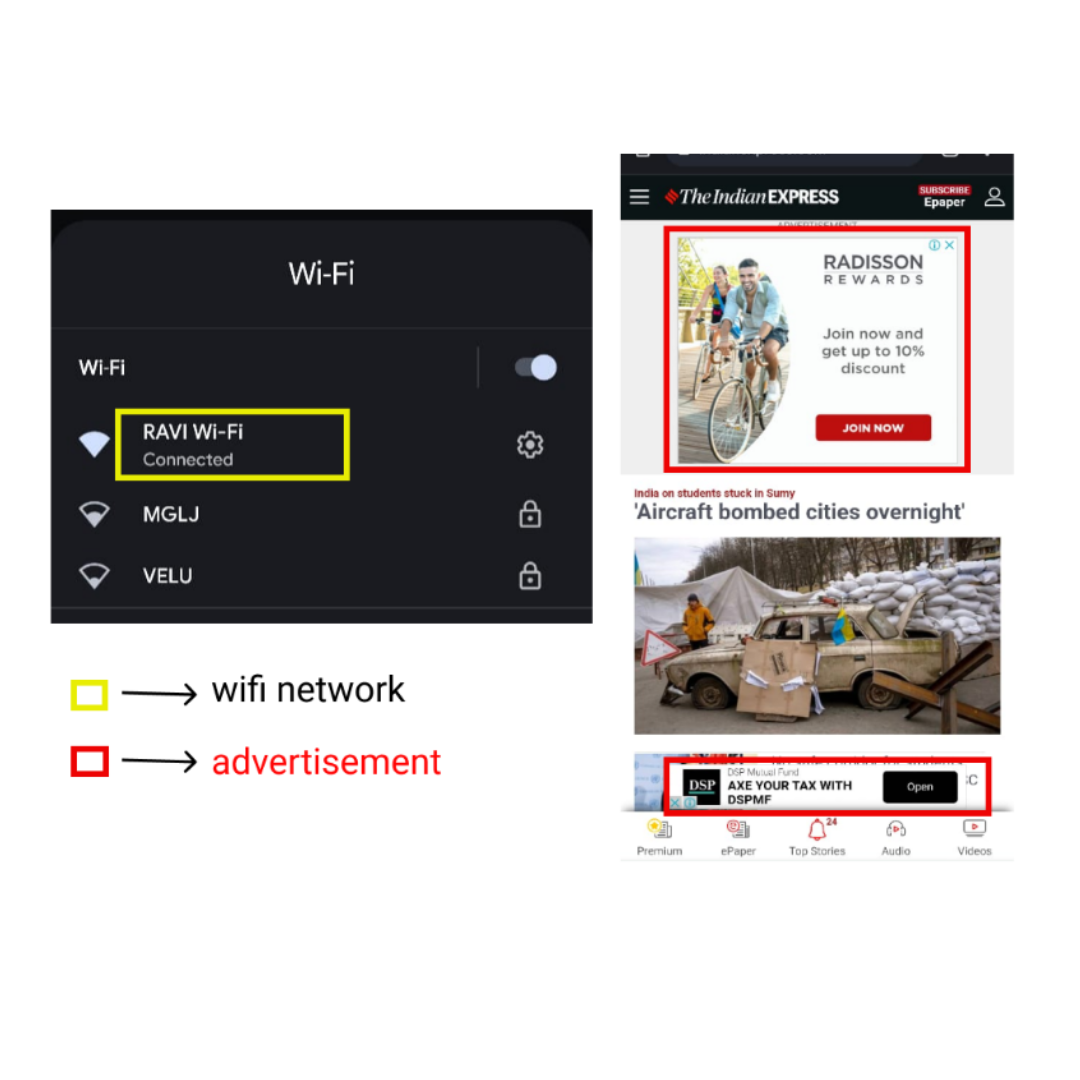 Wi-Fi
Wi-Fi
RAVI Wi-Fi
Connected
MGLJ
VELU
wifi network
advertisement
The Indian EXPRESS
SUBSCRIBE
Epaper
ADVERTISEMENT
RADISSON
REWARDS
Join now and
get up to 10%
discount
JOIN NOW
India on students stuck in Sumy
'Aircraft bombed cities overnight'
DSP
DSP Mutual Fund
AXE YOUR TAX WITH
DSPMF
Open
SC
24
Premium
ePaper
Top Stories
Audio
Videos